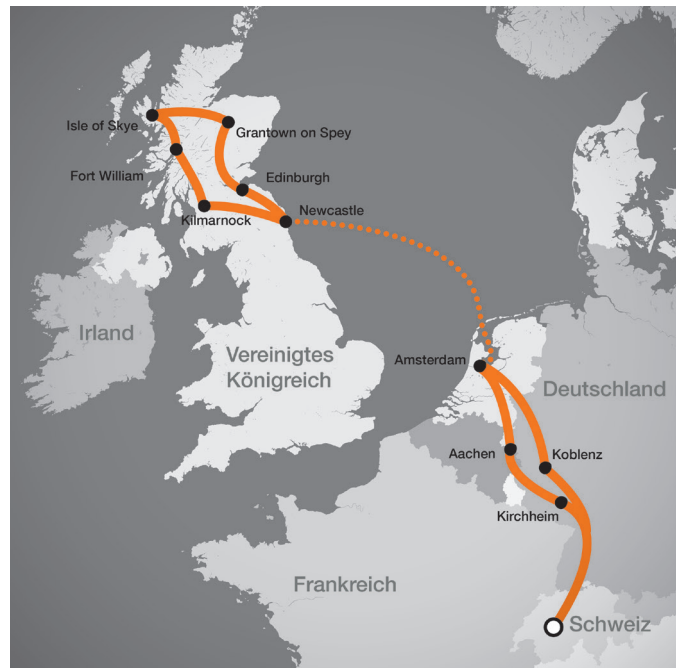 Isle of Skye
Grantown on Spey
Fort William
Edinburgh
Kilmarnock
Newcastle
Irland
Vereinigtes
Königreich
Amsterdam
Deutschland
Aachen
Koblenz
Kirchheim
Frankreich
Schweiz